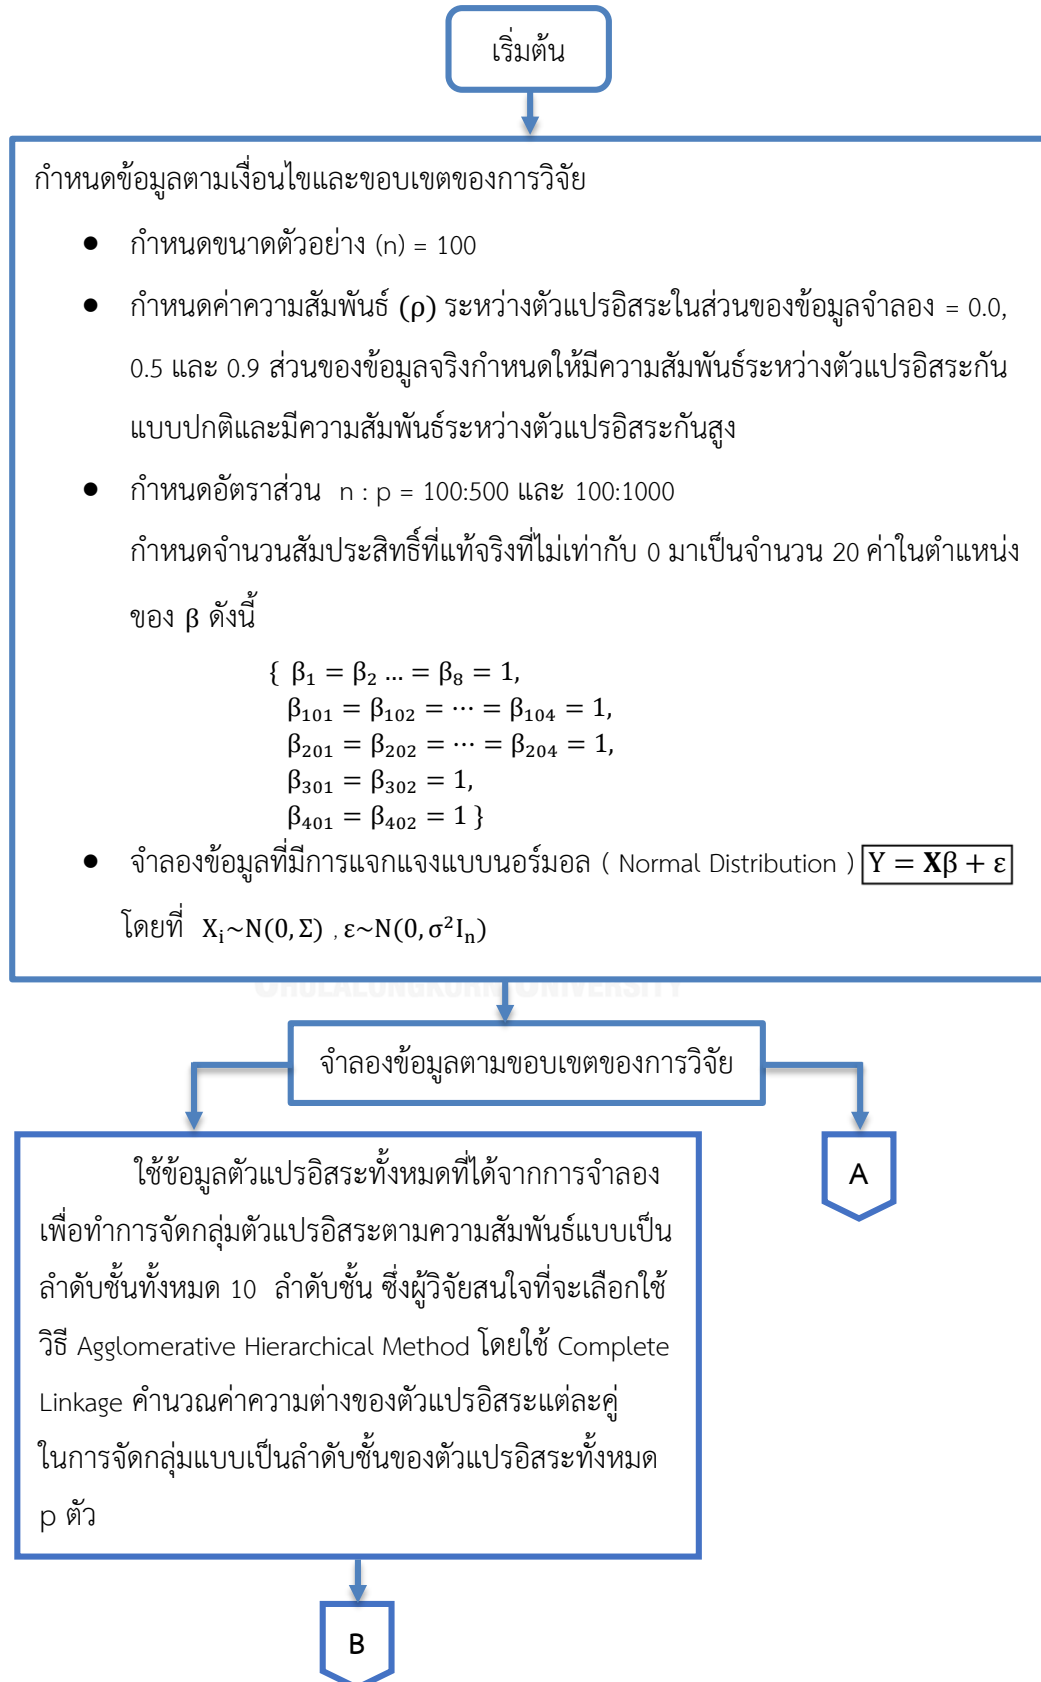 เริ่มต้น
กำหนดข้อมูลตามเงื่อนไขและขอบเขตของการวิจัย
● กำหนดขนาดตัวอย่าง (n) = 100
● กำหนดค่าความสัมพันธ์ (ρ) ระหว่างตัวแปรอิสระในส่วนของข้อมูลจำลอง = 0.0,
0.5 และ 0.9 ส่วนของข้อมูลจริงกำหนดให้มีความสัมพันธ์ระหว่างตัวแปรอิสระกัน
แบบปกติและมีความสัมพันธ์ระหว่างตัวแปรอิสระกันสูง
● กำหนดอัตราส่วน n : p = 100:500 และ 100:1000
กำหนดจำนวนสัมประสิทธิ์ที่แท้จริงที่ไม่เท่ากับ 0 มาเป็นจำนวน 20 ค่าในตำแหน่ง
ของ β ดังนี้
{ β₁ = β₂ … = β₈ = 1,
β₁₀₁ = β₁₀₂ = ⋯ = β₁₀₄ = 1,
β₂₀₁ = β₂₀₂ = ⋯ = β₂₀₄ = 1,
β₃₀₁ = β₃₀₂ = 1,
β₄₀₁ = β₄₀₂ = 1 }
● จำลองข้อมูลที่มีการแจกแจงแบบนอร์มอล ( Normal Distribution ) Y = Xβ + ε
โดยที่ Xᵢ~N(0, Σ) , ε~N(0, σ²Iₙ)
CHULALONGKORN UNIVERSITY
จำลองข้อมูลตามขอบเขตของการวิจัย
ใช้ข้อมูลตัวแปรอิสระทั้งหมดที่ได้จากการจำลอง
เพื่อทำการจัดกลุ่มตัวแปรอิสระตามความสัมพันธ์แบบเป็น
ลำดับชั้นทั้งหมด 10 ลำดับชั้น ซึ่งผู้วิจัยสนใจที่จะเลือกใช้
วิธี Agglomerative Hierarchical Method โดยใช้ Complete
Linkage คำนวณค่าความต่างของตัวแปรอิสระแต่ละคู่
ในการจัดกลุ่มแบบเป็นลำดับชั้นของตัวแปรอิสระทั้งหมด
p ตัว
A
B